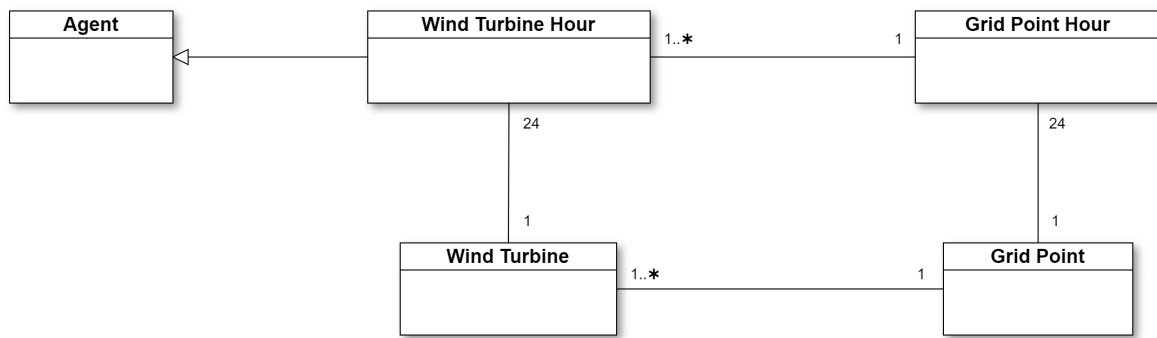 Agent
Wind Turbine Hour
Grid Point Hour
1..*
1
24
24
1
1
Wind Turbine
Grid Point
1..*
1